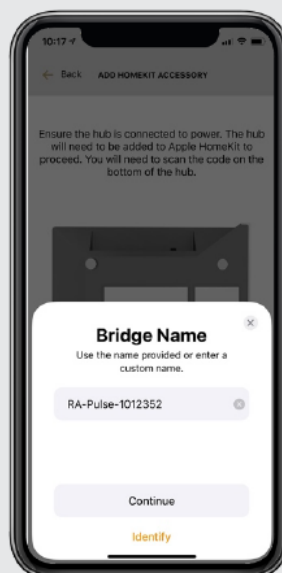 10:17
← Back ADD HOMEKIT ACCESSORY
Ensure the hub is connected to power. The hub
will need to be added to Apple HomeKit to
proceed. You will need to scan the code on the
bottom of the hub.
Bridge Name
Use the name provided or enter a
custom name.
RA-Pulse-1012352
Continue
Identify